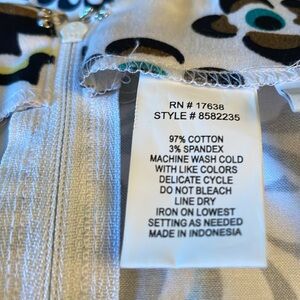 RN # 17638
STYLE # 8582235
97% COTTON
3% SPANDEX
MACHINE WASH COLD
WITH LIKE COLORS
DELICATE CYCLE
DO NOT BLEACH
LINE DRY
IRON ON LOWEST
SETTING AS NEEDED
MADE IN INDONESIA